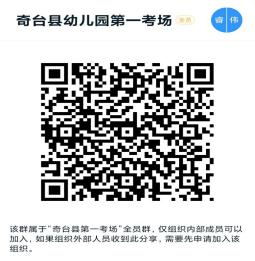 奇台县幼儿园第一考场 全员
睿 伟
该群属于"奇台县第一考场"全员群，仅组织内部成员可以
加入，如果组织外部人员收到此分享，需要先申请加入该
组织。